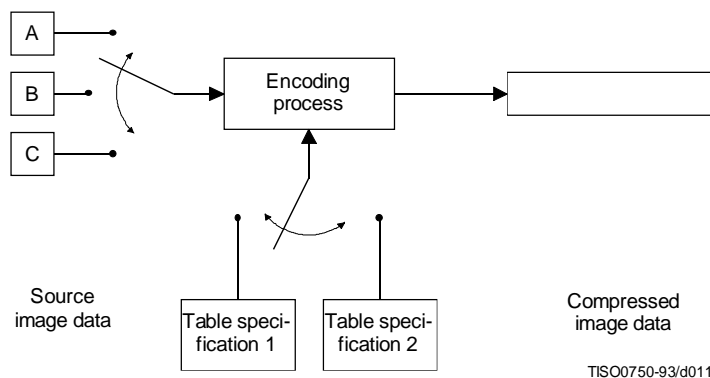 A
B
C
Encoding
process
Source
image data
Table speci-
fication 1
Table speci-
fication 2
Compressed
image data
TISO0750-93/d011